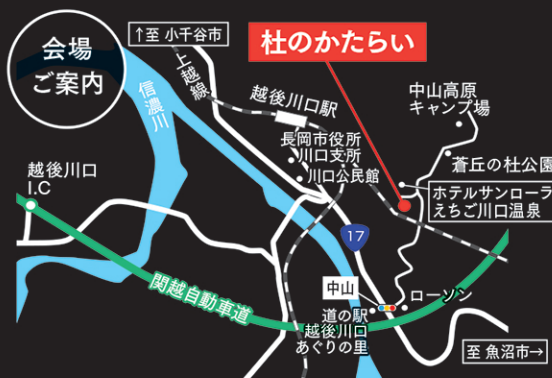 会場
ご案内
↑至 小千谷市
杜のかたらい
上越線
信濃川
越後川口駅
中山高原
キャンプ場
長岡市役所
川口支所
川口公民館
蒼丘の杜公園
越後川口
I.C
ホテルサンローラ
えちご川口温泉
17
関越自動車道
中山
ローソン
道の駅
越後川口
あぐりの里
至 魚沼市→